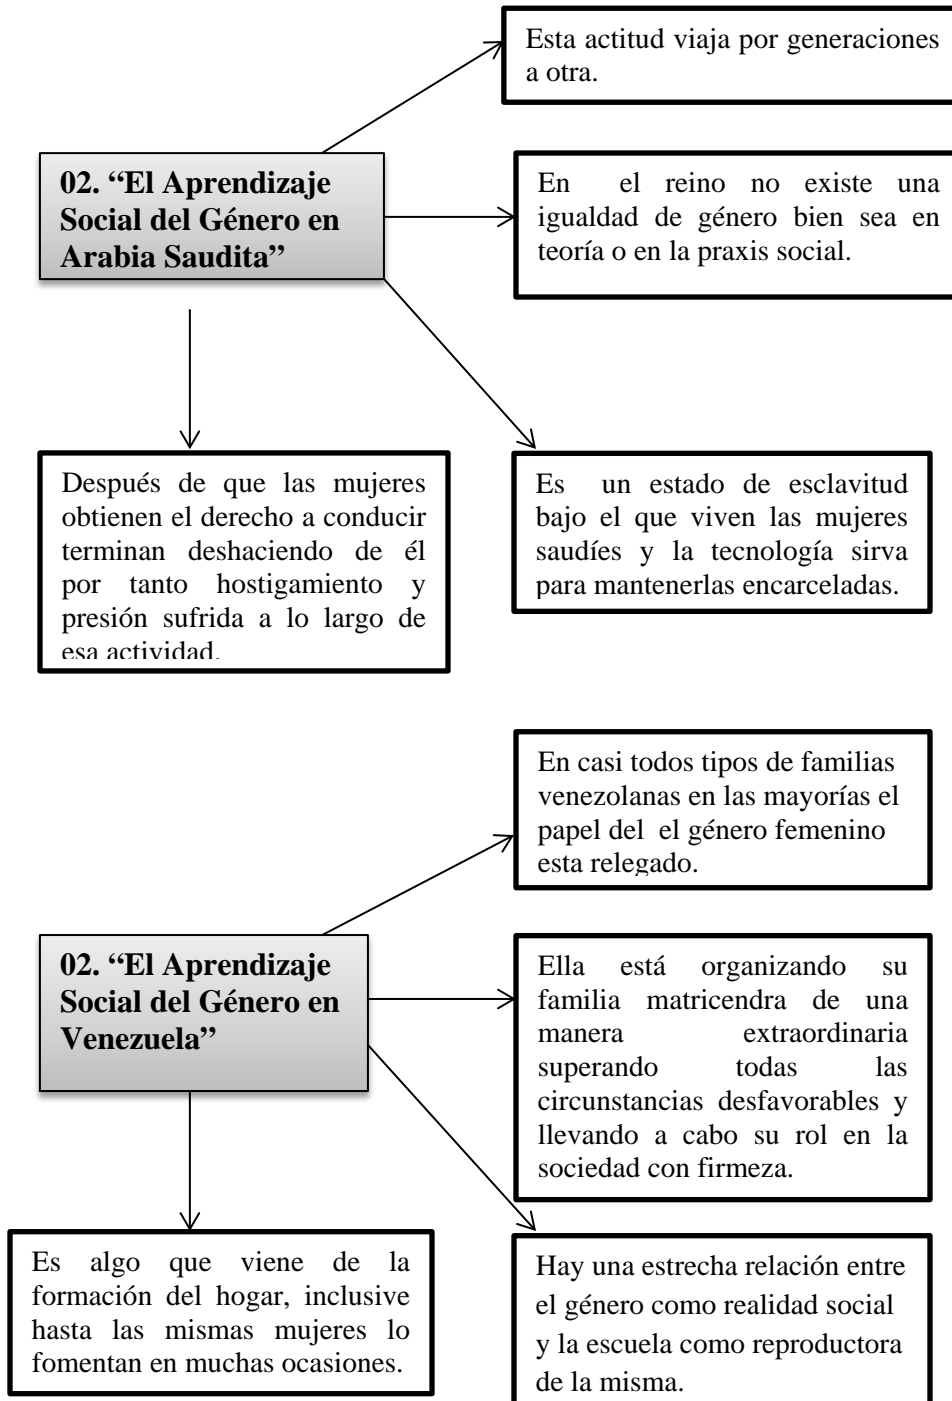 Esta actitud viaja por generaciones
a otra.
02. “El Aprendizaje
Social del Género en
Arabia Saudita”
En el reino no existe una
igualdad de género bien sea en
teoría o en la praxis social.
Después de que las mujeres
obtienen el derecho a conducir
terminan deshaciendo de él
por tanto hostigamiento y
presión sufrida a lo largo de
esa actividad.
Es un estado de esclavitud
bajo el que viven las mujeres
saudíes y la tecnología sirva
para mantenerlas encarceladas.
En casi todos tipos de familias
venezolanas en las mayorías el
papel del el género femenino
esta relegado.
02. “El Aprendizaje
Social del Género en
Venezuela”
Ella está organizando su
familia matricendra de una
manera extraordinaria
superando todas las
circunstancias desfavorables y
llevando a cabo su rol en la
sociedad con firmeza.
Es algo que viene de la
formación del hogar, inclusive
hasta las mismas mujeres lo
fomentan en muchas ocasiones.
Hay una estrecha relación entre
el género como realidad social
y la escuela como reproductora
de la misma.